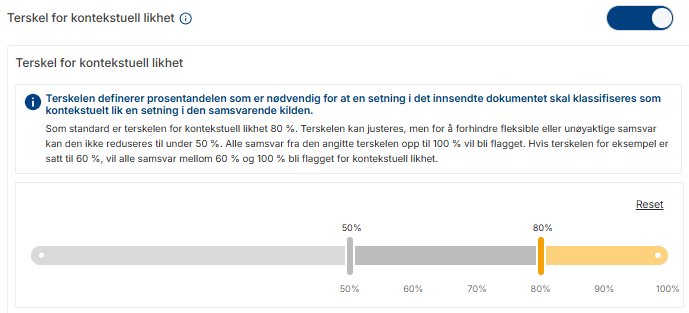 Terskel for kontekstuell likhet
Terskel for kontekstuell likhet
Terskelen definerer prosentandelen som er nødvendig for at en setning i det innsendte dokumentet skal klassifiseres som
kontekstuelt lik en setning i den samsvarende kilden.
Som standard er terskelen for kontekstuell likhet 80 %. Terskelen kan justeres, men for å forhindre fleksible eller unøyaktige samsvar
kan den ikke reduseres til under 50 %. Alle samsvar fra den angitte terskelen opp til 100 % vil bli flagget. Hvis terskelen for eksempel er
satt til 60 %, vil alle samsvar mellom 60 % og 100 % bli flagget for kontekstuell likhet.
Reset
50% 80%
50% 60% 70% 80% 90% 100%